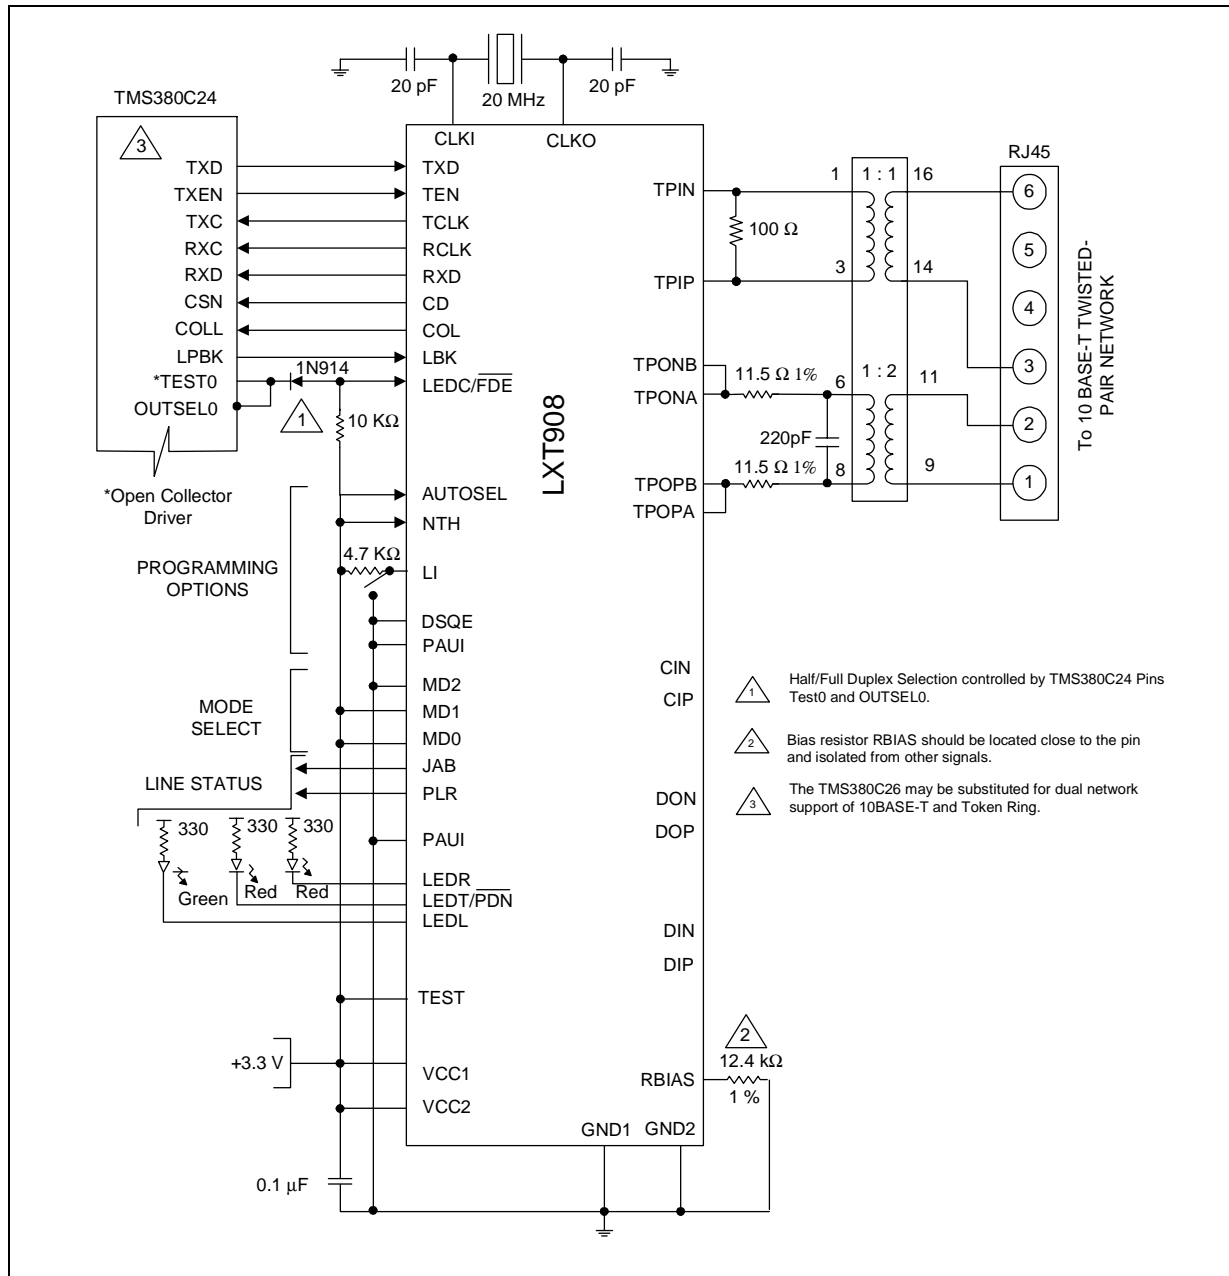 20 pF
20 MHz
20 pF
TMS380C24
3
TXD
TXEN
TXC
RXC
RXD
CSN
COLL
LPBK
*TEST0
OUTSEL0
*Open Collector
Driver
1N914
1
10 KΩ
CLKI
CLKO
TXD
TEN
TCLK
RCLK
RXD
CD
COL
LBK
LEDC/FDE
AUTOSEL
NTH
4.7 KΩ
LI
DSQE
PAUI
MD2
MD1
MD0
JAB
PLR
PAUI
LEDR
LEDT/PDN
LEDL
TEST
VCC1
VCC2
PROGRAMMING
OPTIONS
MODE
SELECT
LINE STATUS
330
330
330
Green
Red
Red
+3.3 V
0.1 μF
LXT908
TPIN
TPIP
TPONB
TPONA
TPOPB
TPOPA
CIN
CIP
DON
DOP
DIN
DIP
RBIAS
GND1
GND2
100 Ω
11.5 Ω 1%
220pF
11.5 Ω 1%
1
1 : 1
16
3
14
6
1 : 2
11
8
9
RJ45
6
5
4
3
2
1
To 10 BASE-T TWISTED-
PAIR NETWORK
1
Half/Full Duplex Selection controlled by TMS380C24 Pins
Test0 and OUTSEL0.
2
Bias resistor RBIAS should be located close to the pin
and isolated from other signals.
3
The TMS380C26 may be substituted for dual network
support of 10BASE-T and Token Ring.
2
12.4 kΩ
1 %